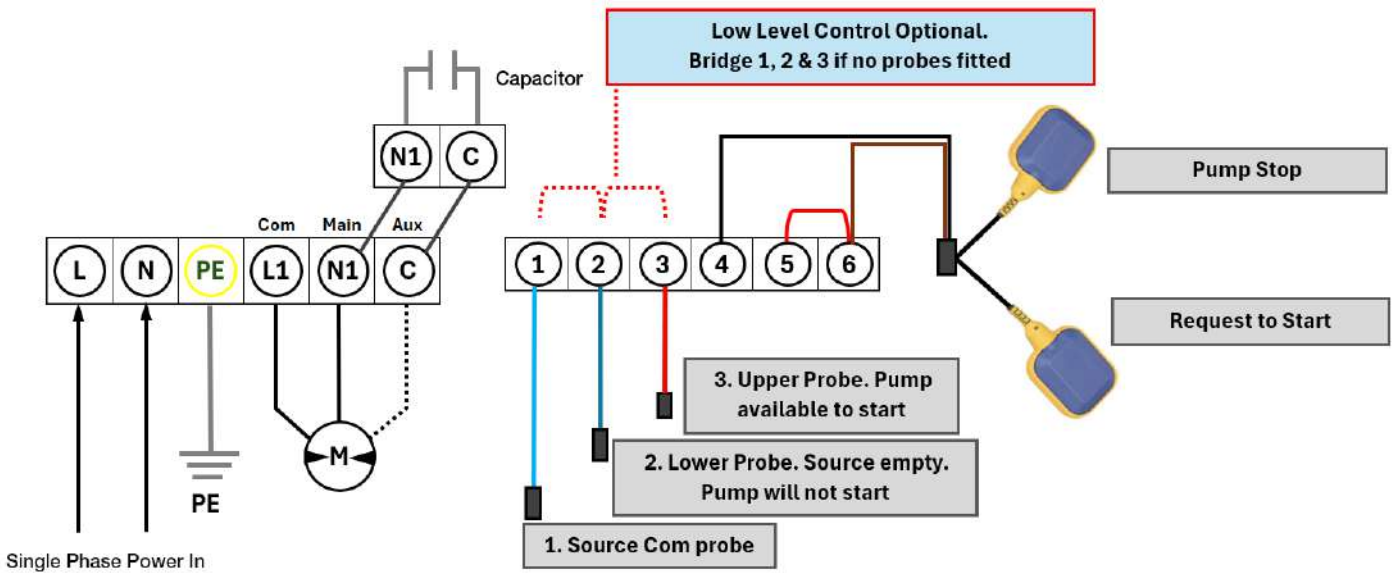 Low Level Control Optional.
Bridge 1, 2 & 3 if no probes fitted
Capacitor
N1 C
Pump Stop
Com Main Aux
L N PE L1 N1 C
1 2 3 4 5 6
Request to Start
3. Upper Probe. Pump
available to start
M
2. Lower Probe. Source empty.
Pump will not start
PE
1. Source Com probe
Single Phase Power In